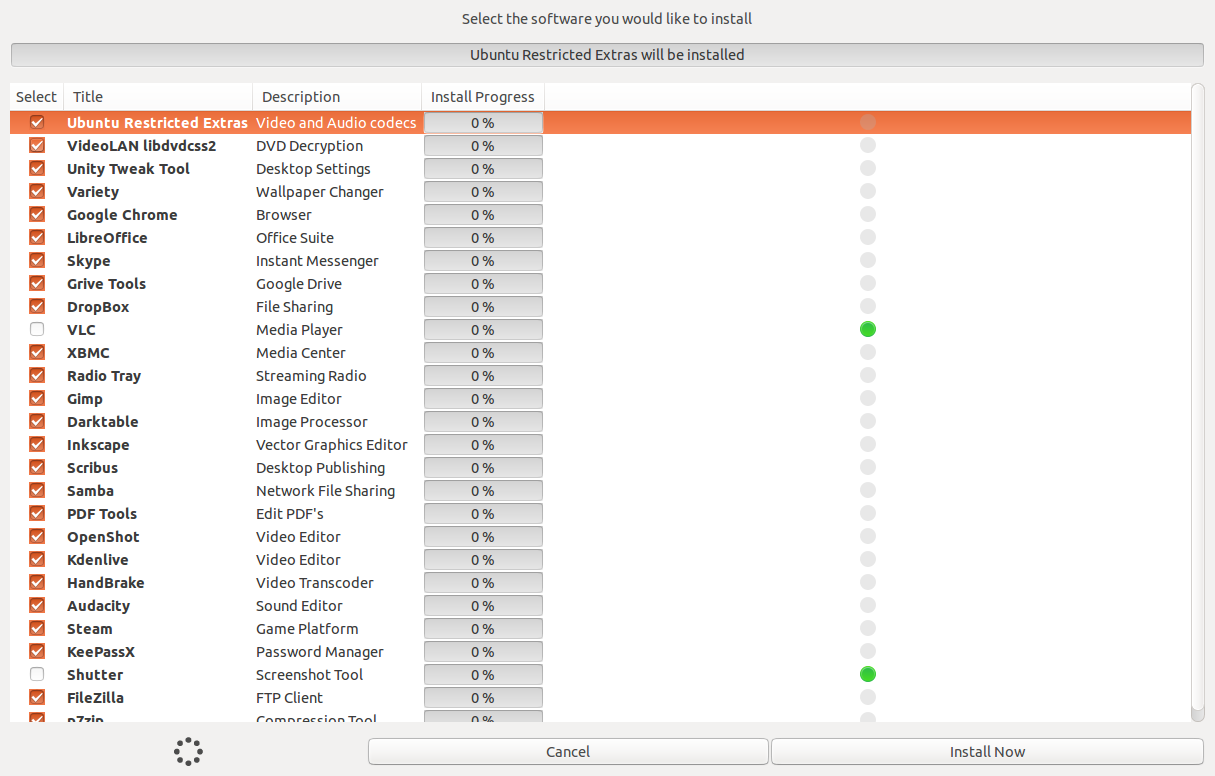 Select the software you would like to install
Ubuntu Restricted Extras will be installed
Select Title Description Install Progress
Ubuntu Restricted Extras Video and Audio codecs 0 %
VideoLAN libdvdcss2 DVD Decryption 0 %
Unity Tweak Tool Desktop Settings 0 %
Variety Wallpaper Changer 0 %
Google Chrome Browser 0 %
LibreOffice Office Suite 0 %
Skype Instant Messenger 0 %
Grive Tools Google Drive 0 %
DropBox File Sharing 0 %
VLC Media Player 0 %
XBMC Media Center 0 %
Radio Tray Streaming Radio 0 %
Gimp Image Editor 0 %
Darktable Image Processor 0 %
Inkscape Vector Graphics Editor 0 %
Scribus Desktop Publishing 0 %
Samba Network File Sharing 0 %
PDF Tools Edit PDF's 0 %
OpenShot Video Editor 0 %
Kdenlive Video Editor 0 %
HandBrake Video Transcoder 0 %
Audacity Sound Editor 0 %
Steam Game Platform 0 %
KeePassX Password Manager 0 %
Shutter Screenshot Tool 0 %
FileZilla FTP Client 0 %
p7zip Compression Tool 0 %
Cancel Install Now